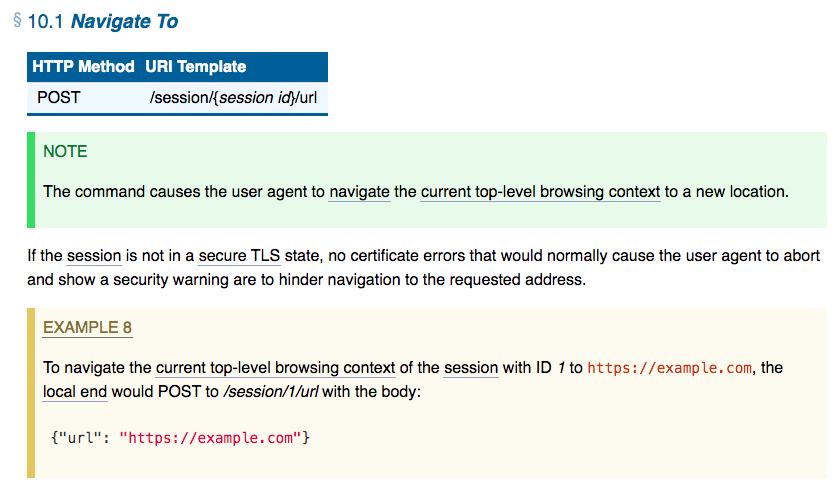 § 10.1 Navigate To
HTTP Method URI Template
POST /session/{session id}/url
NOTE
The command causes the user agent to navigate the current top-level browsing context to a new location.
If the session is not in a secure TLS state, no certificate errors that would normally cause the user agent to abort
and show a security warning are to hinder navigation to the requested address.
EXAMPLE 8
To navigate the current top-level browsing context of the session with ID 1 to https://example.com, the
local end would POST to /session/1/url with the body:
{"url": "https://example.com"}